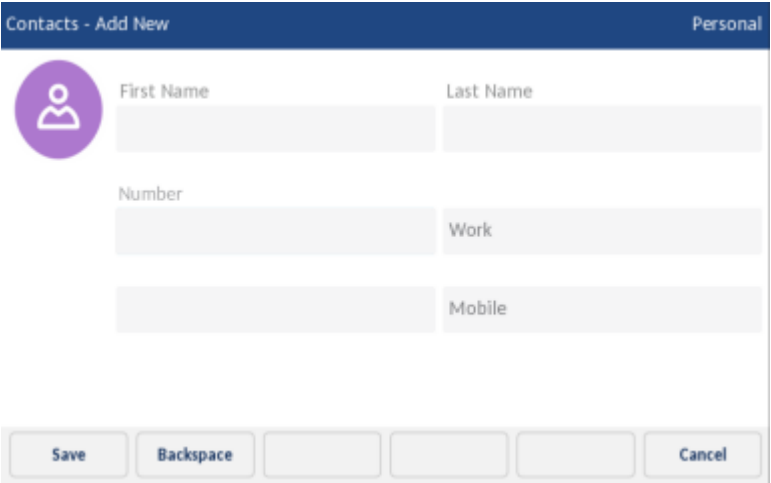 Contacts - Add New Personal
First Name Last Name
Number
Work
Mobile
Save Backspace Cancel